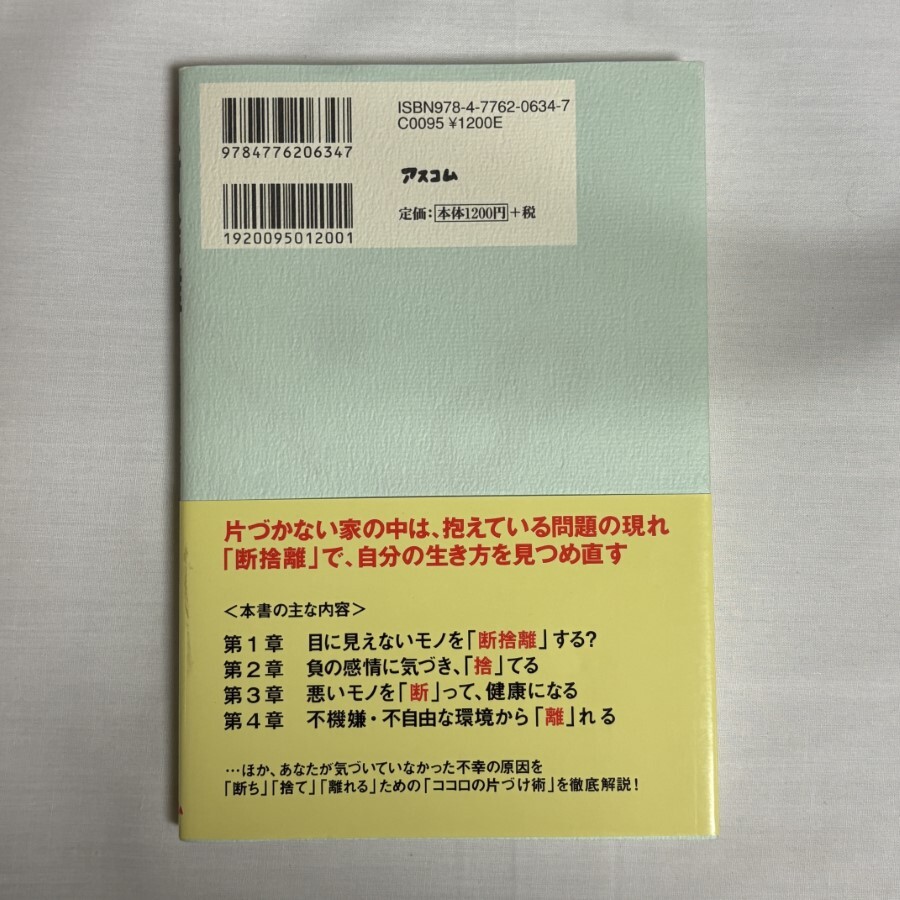 9784776206347
ISBN978-4-7762-0634-7
C0095 ¥1200E
アスコム
1920095012001
定価：本体1200円＋税
片づかない家の中は、抱えている問題の現れ
「断捨離」で、自分の生き方を見つめ直す
＜本書の主な内容＞
第1章 目に見えないモノを「断捨離」する?
第2章 負の感情に気づき、「捨」てる
第3章 悪いモノを「断」って、健康になる
第4章 不機嫌・不自由な環境から「離」れる
…ほか、あなたが気づいていなかった不幸の原因を
「断ち」「捨て」「離れる」ための「ココロの片づけ術」を徹底解説！